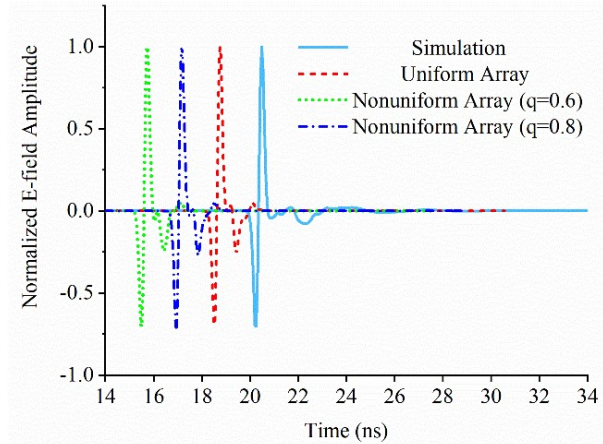 Normalized E-field Amplitude
1.0
0.5
0.0
-0.5
-1.0
Simulation
Uniform Array
Nonuniform Array (q=0.6)
Nonuniform Array (q=0.8)
14 16 18 20 22 24 26 28 30 32 34
Time (ns)